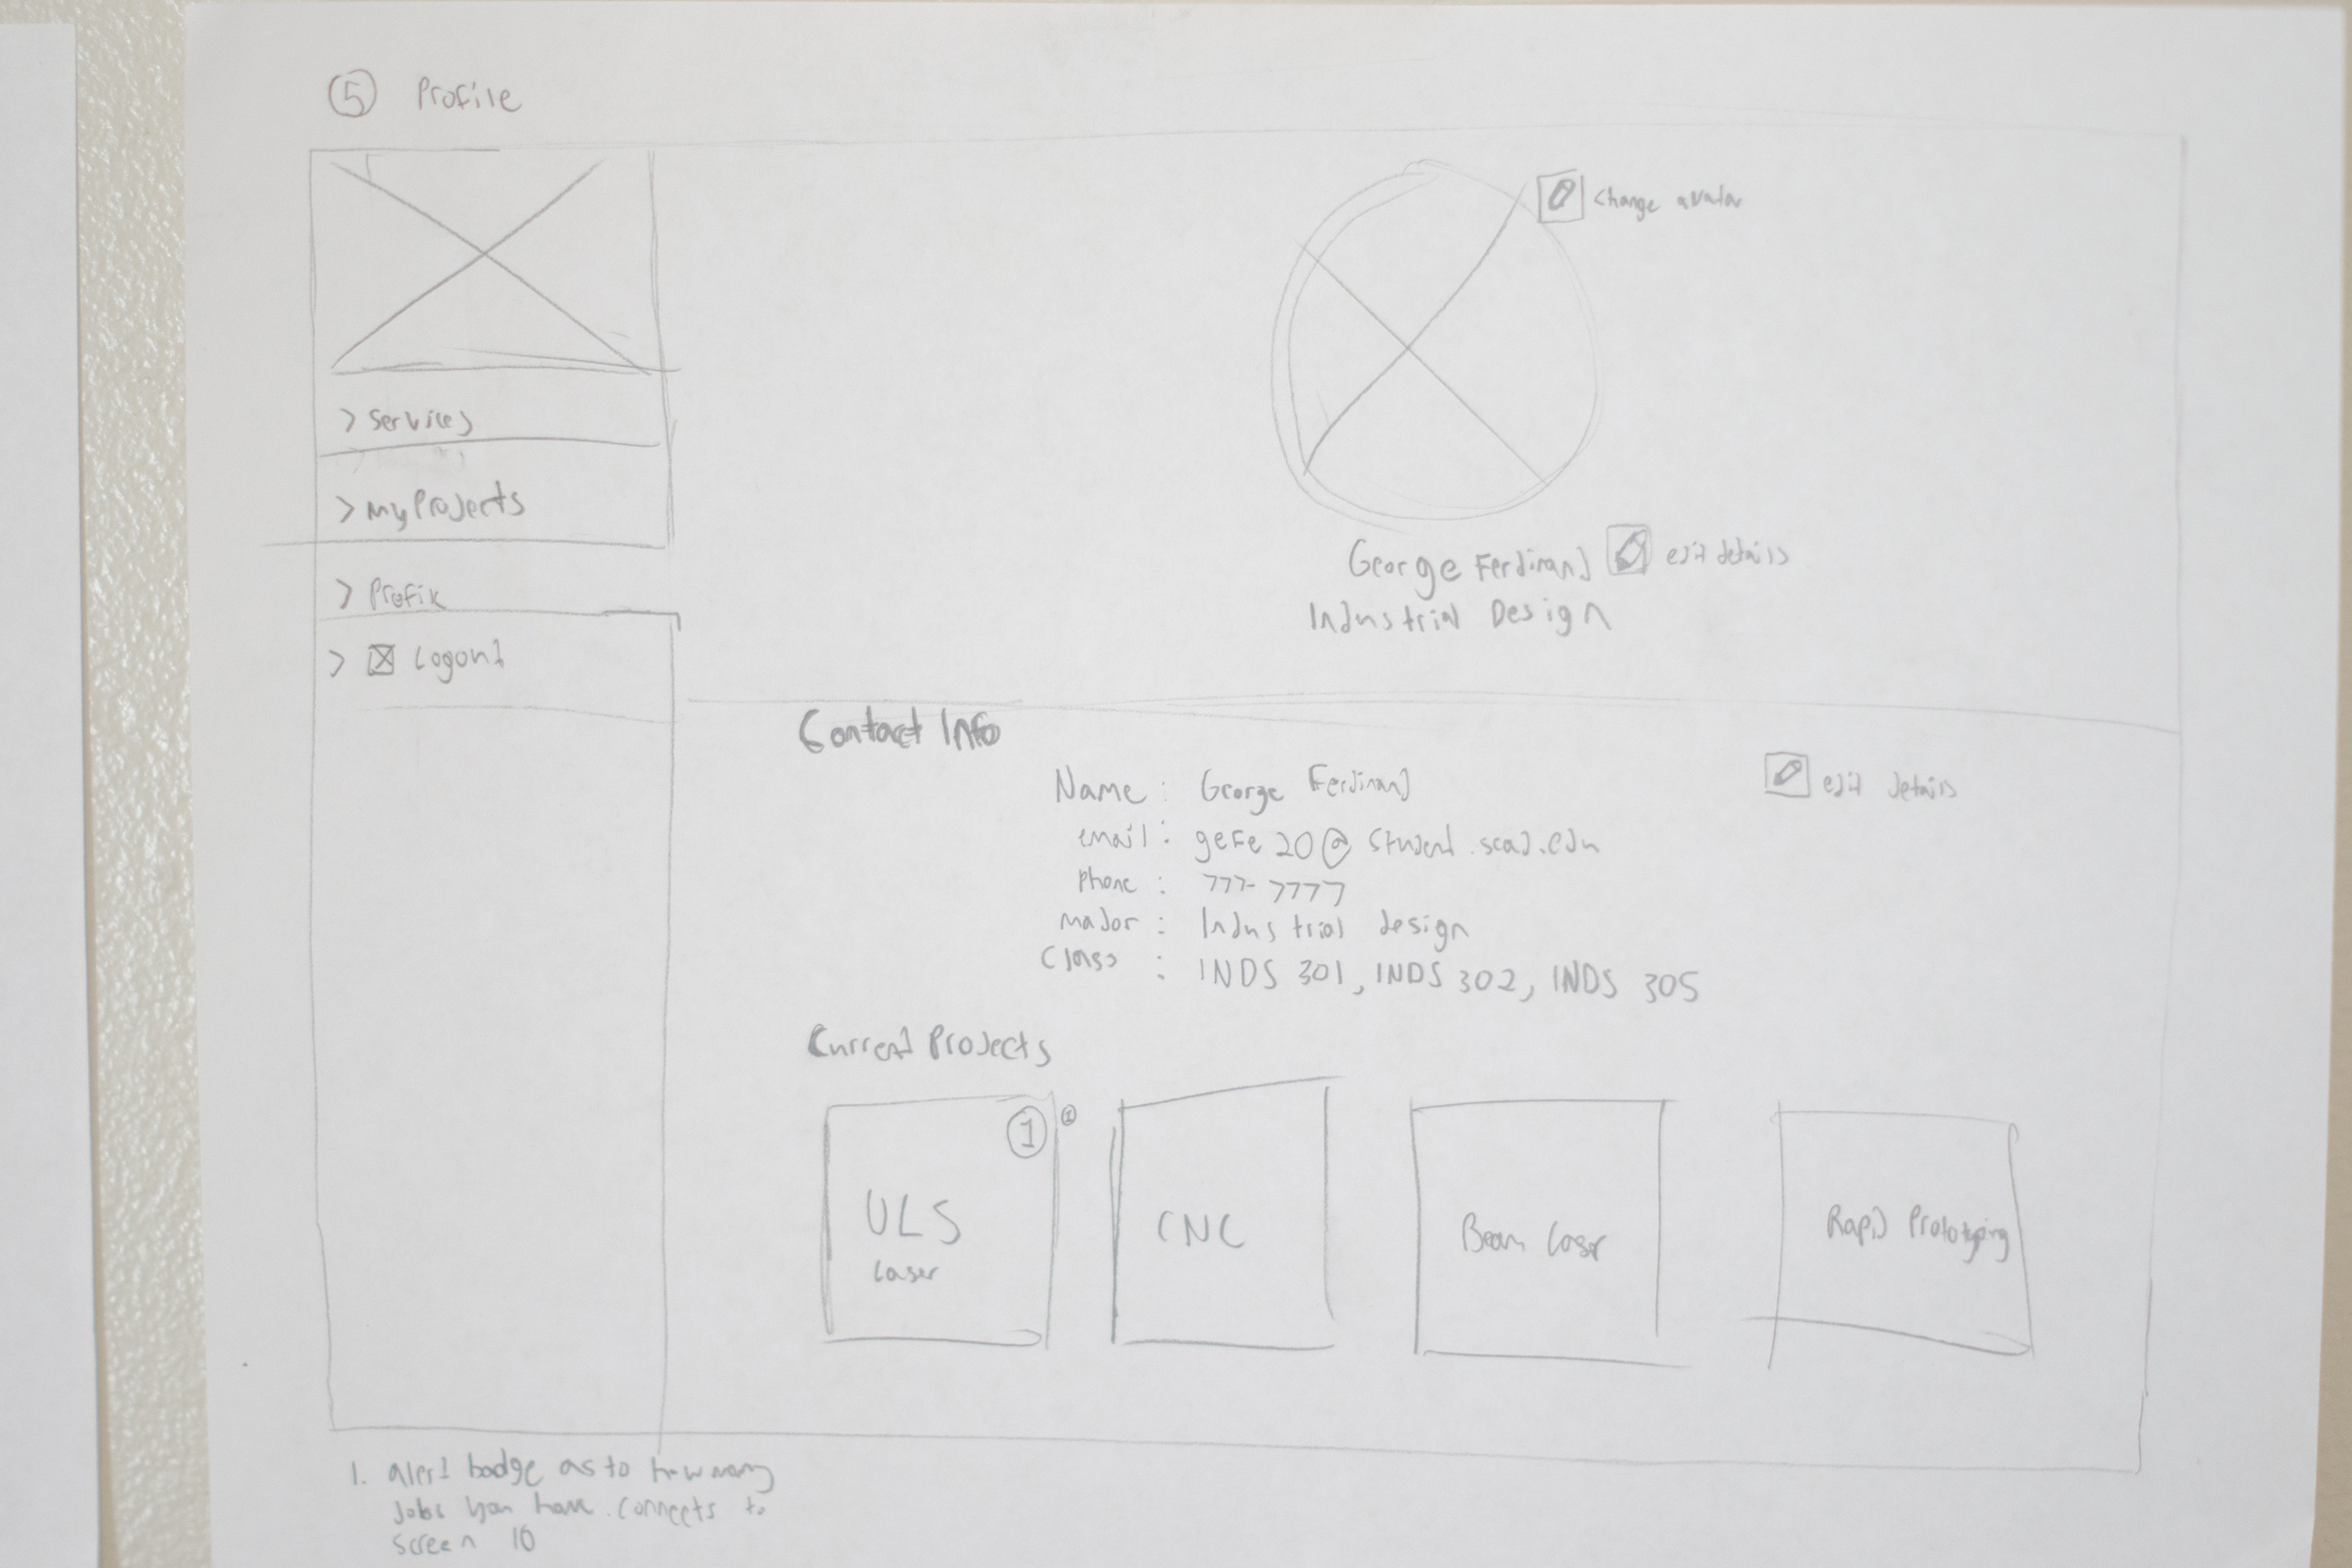 5 Profile
change avatar
> Services
> My Projects
> Profile
> Logout
George Ferdinand edit details
Industrial Design
Contact Info
Name : George Ferdinand
edit details
email : gefe20@student.scad.edu
phone : 777-7777
major : Industrial design
Class : INDS 301, INDS 302, INDS 305
Current Projects
1 1
ULS
Laser
CNC
Beam Laser
Rapid Prototyping
1. alert badge as to how many
jobs you have. connects to
screen 10